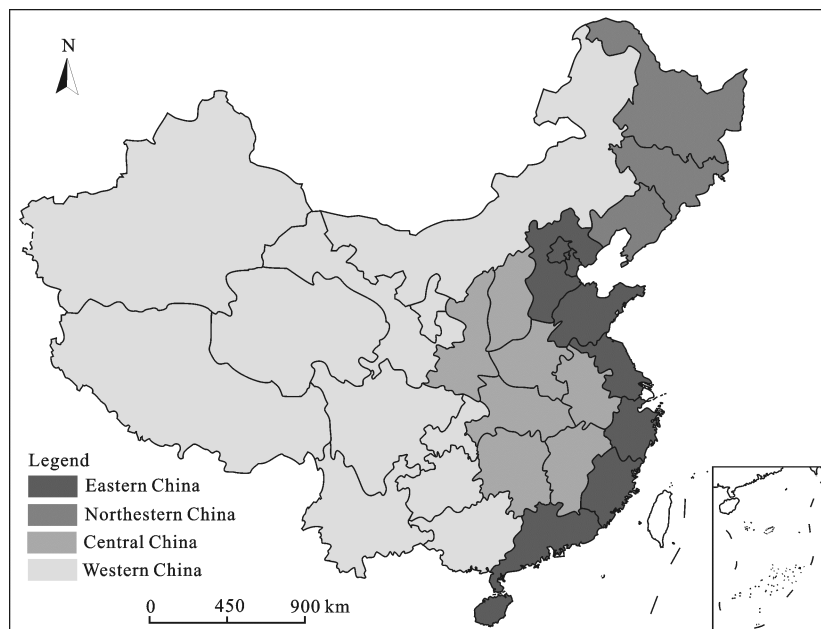 N
Legend
Eastern China
Northestern China
Central China
Western China
0 450 900 km